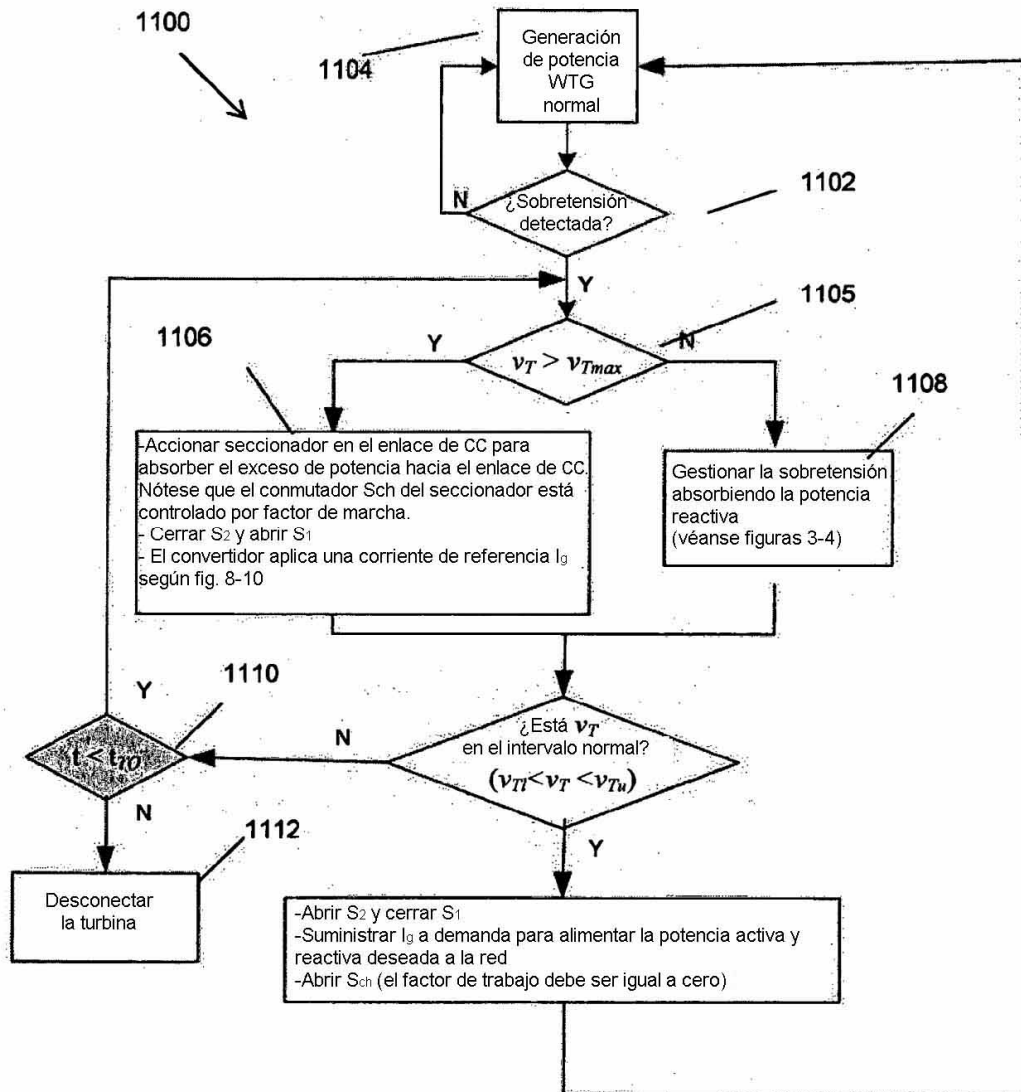 1100
1104
Generación
de potencia
WTG
normal
N
¿Sobretensión
detectada?
1102
Y
1105
1106
Y
v_T > v_Tmax
N
1108
-Accionar seccionador en el enlace de CC para
absorber el exceso de potencia hacia el enlace de CC.
Nótese que el conmutador Sch del seccionador está
controlado por factor de marcha.
- Cerrar S2 y abrir S1
- El convertidor aplica una corriente de referencia Ig
según fig. 8-10
Gestionar la sobretensión
absorbiendo la potencia
reactiva
(véanse figuras 3-4)
Y
1110
t < t_TO
N
¿Está v_T
en el intervalo normal?
(v_Tl<v_T <v_Tu)
N
1112
Y
Desconectar
la turbina
-Abrir S2 y cerrar S1
-Suministrar Ig a demanda para alimentar la potencia activa y
reactiva deseada a la red
-Abrir Sch (el factor de trabajo debe ser igual a cero)